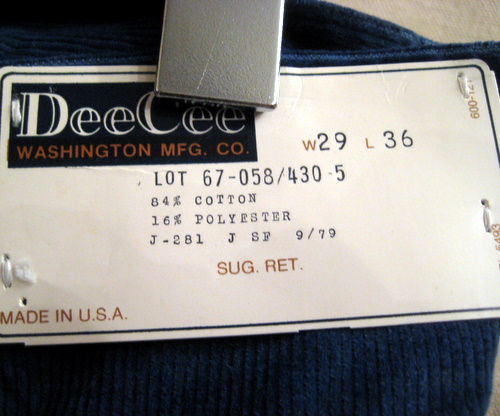 DeeCee
WASHINGTON MFG. CO.
W29 L 36
LOT 67-058/430-5
84% COTTON
16% POLYESTER
J-281 J SF 9/79
SUG. RET.
MADE IN U.S.A.